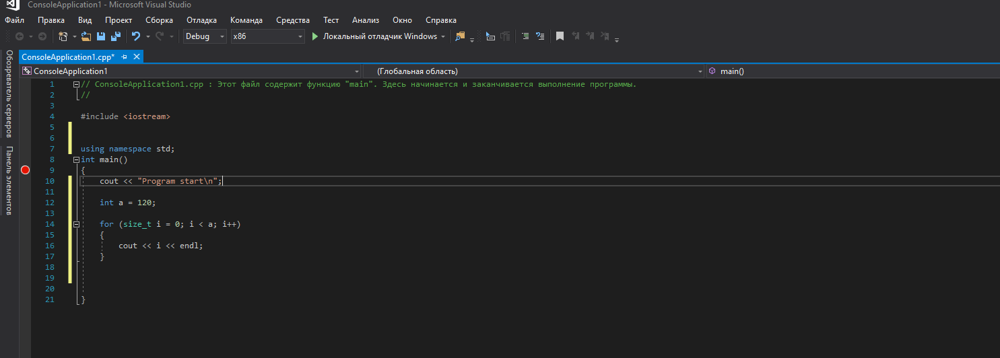 ConsoleApplication1 - Microsoft Visual Studio
Файл Правка Вид Проект Сборка Отладка Команда Средства Тест Анализ Окно Справка
Debug x86 Локальный отладчик Windows
Обозреватель серверов
Панель элементов
ConsoleApplication1.cpp*
ConsoleApplication1 (Глобальная область) main()
1 // ConsoleApplication1.cpp : Этот файл содержит функцию "main". Здесь начинается и заканчивается выполнение программы.
2 //
3
4 #include <iostream>
5
6
7 using namespace std;
8 int main()
9 {
10 cout << "Program start\n";
11
12 int a = 120;
13
14 for (size_t i = 0; i < a; i++)
15 {
16 cout << i << endl;
17 }
18
19
20
21 }